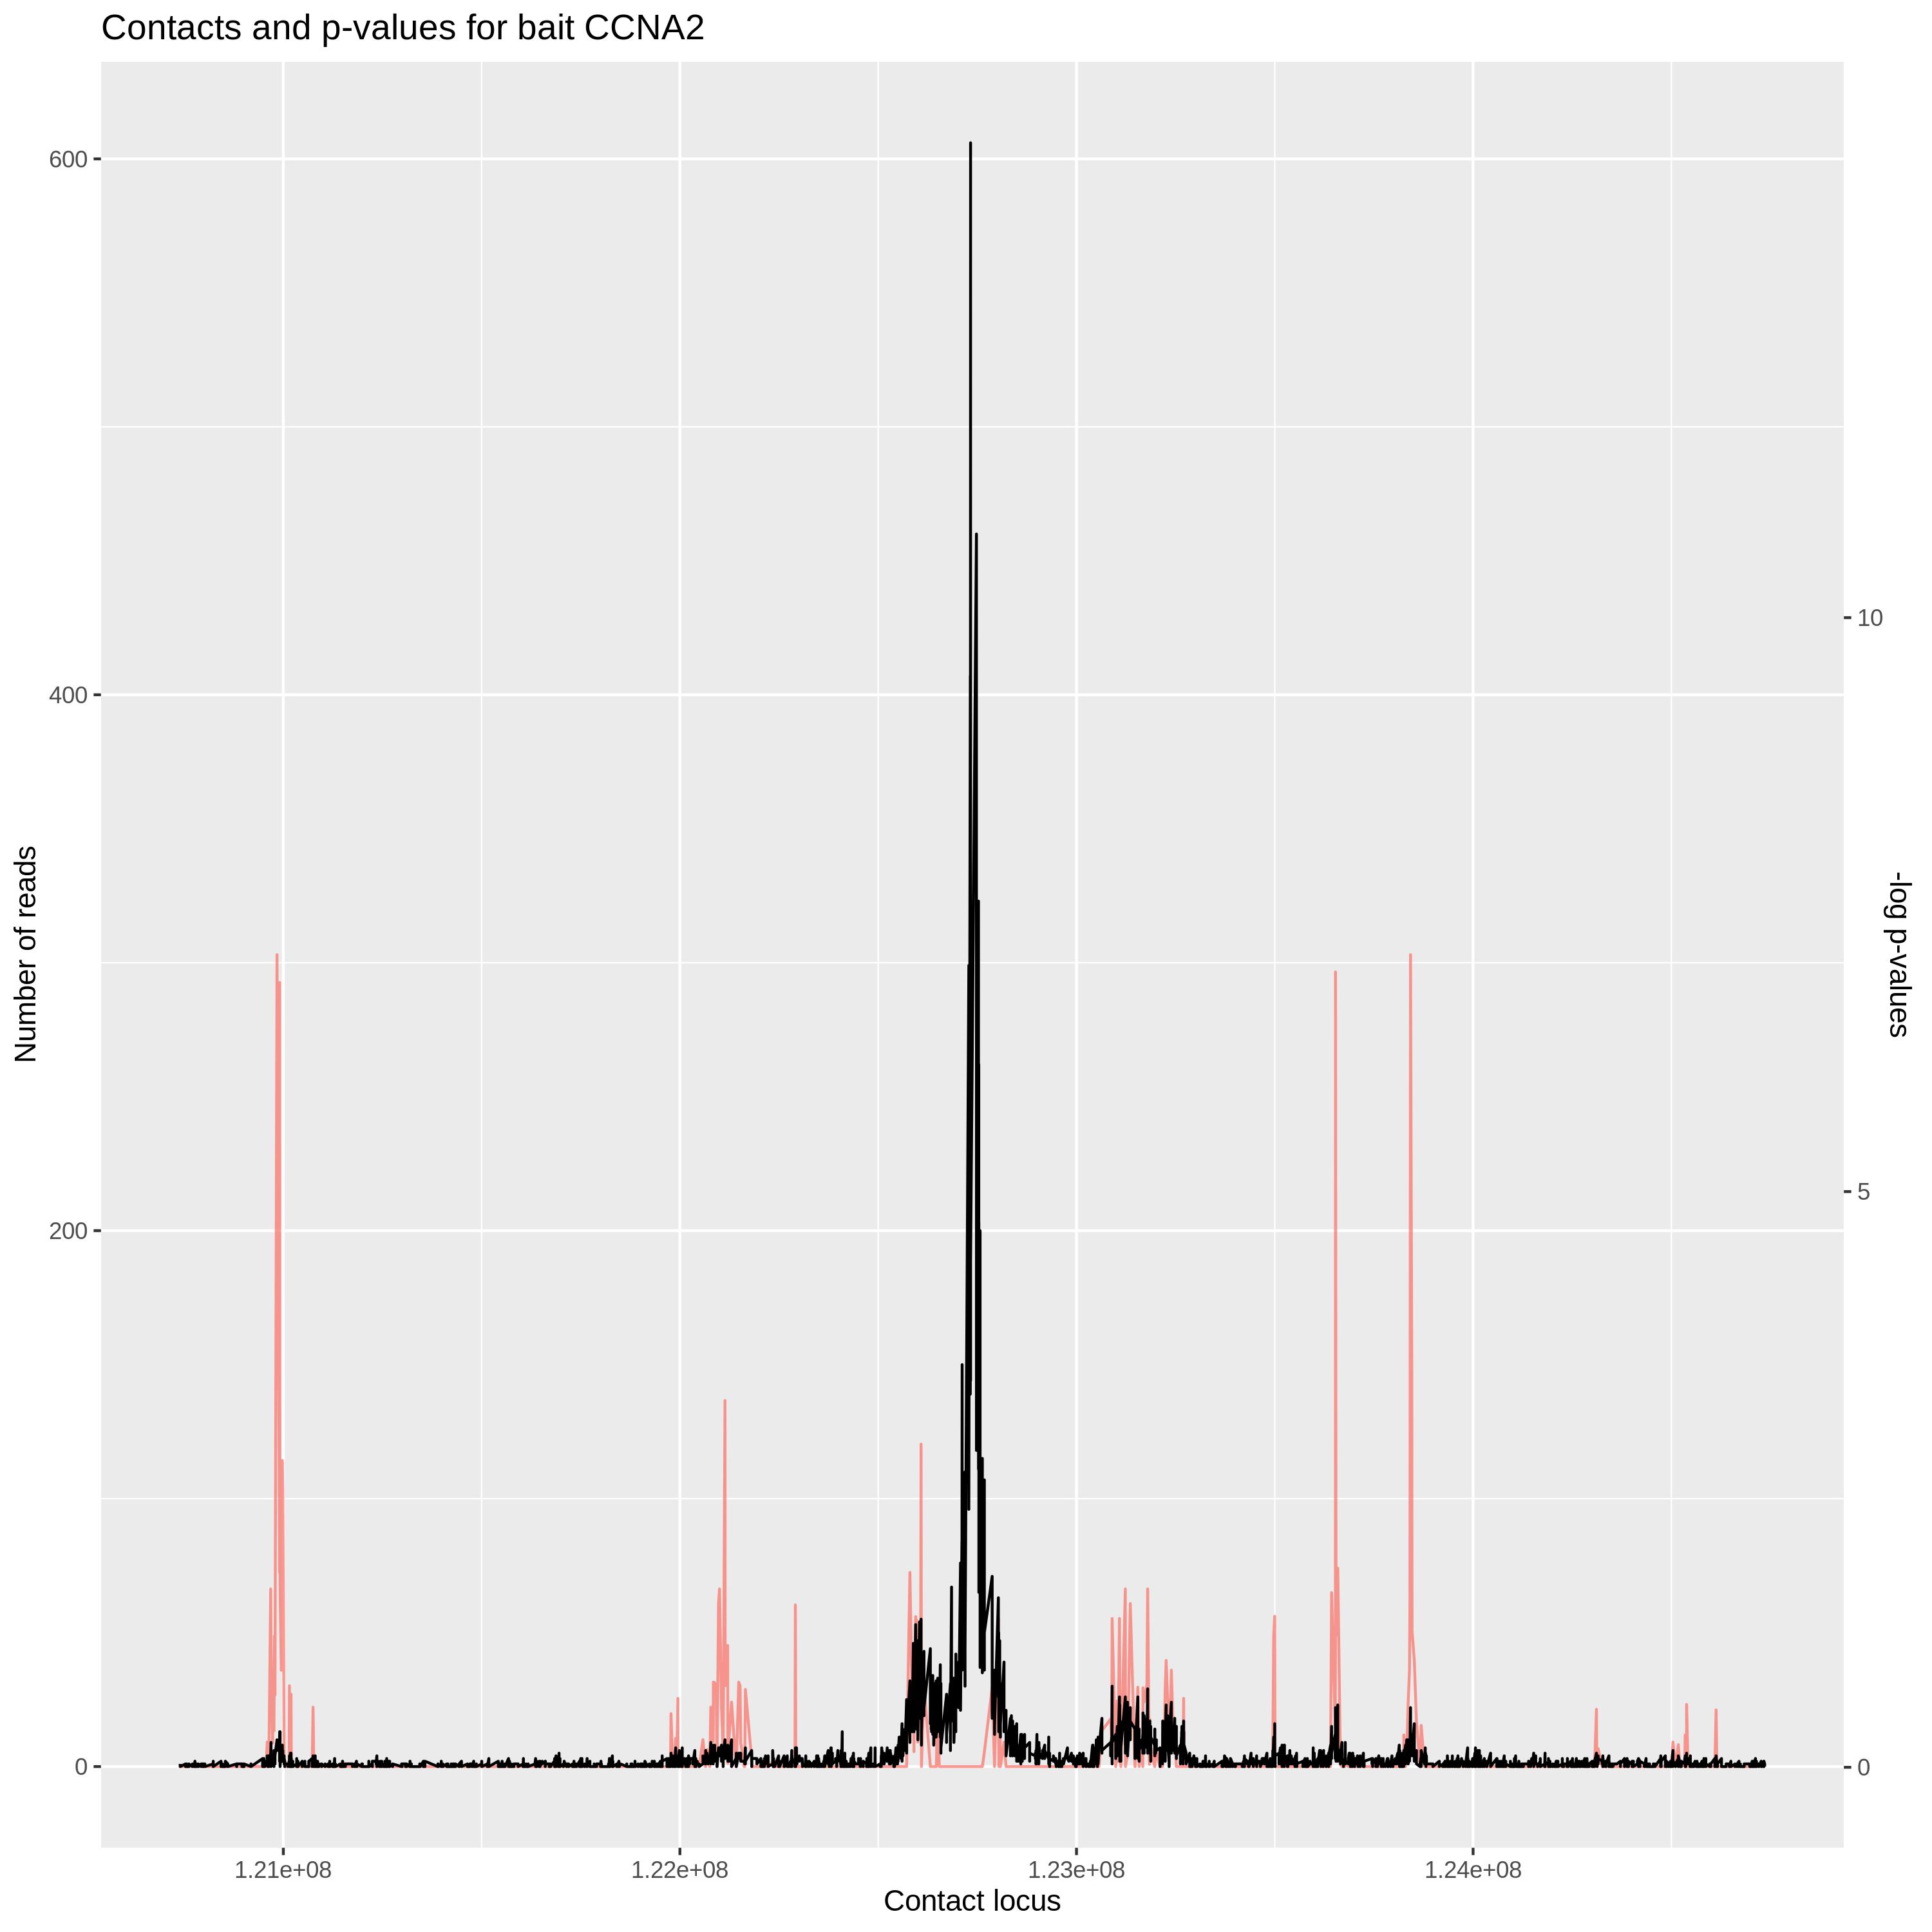 Contacts and p-values for bait CCNA2
600
400
200
0
Number of reads
10
5
0
-log p-values
1.21e+08
1.22e+08
1.23e+08
1.24e+08
Contact locus